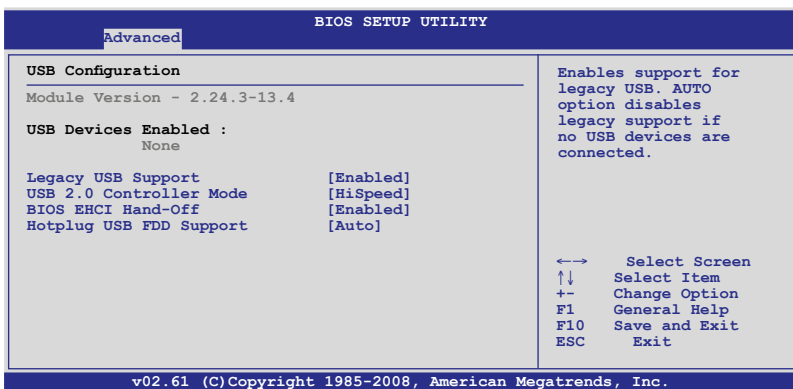 BIOS SETUP UTILITY
Advanced
USB Configuration
Module Version - 2.24.3-13.4
USB Devices Enabled :
None
Legacy USB Support [Enabled]
USB 2.0 Controller Mode [HiSpeed]
BIOS EHCI Hand-Off [Enabled]
Hotplug USB FDD Support [Auto]
Enables support for
legacy USB. AUTO
option disables
legacy support if
no USB devices are
connected.
←→ Select Screen
↑↓ Select Item
+- Change Option
F1 General Help
F10 Save and Exit
ESC Exit
v02.61 (C)Copyright 1985-2008, American Megatrends, Inc.